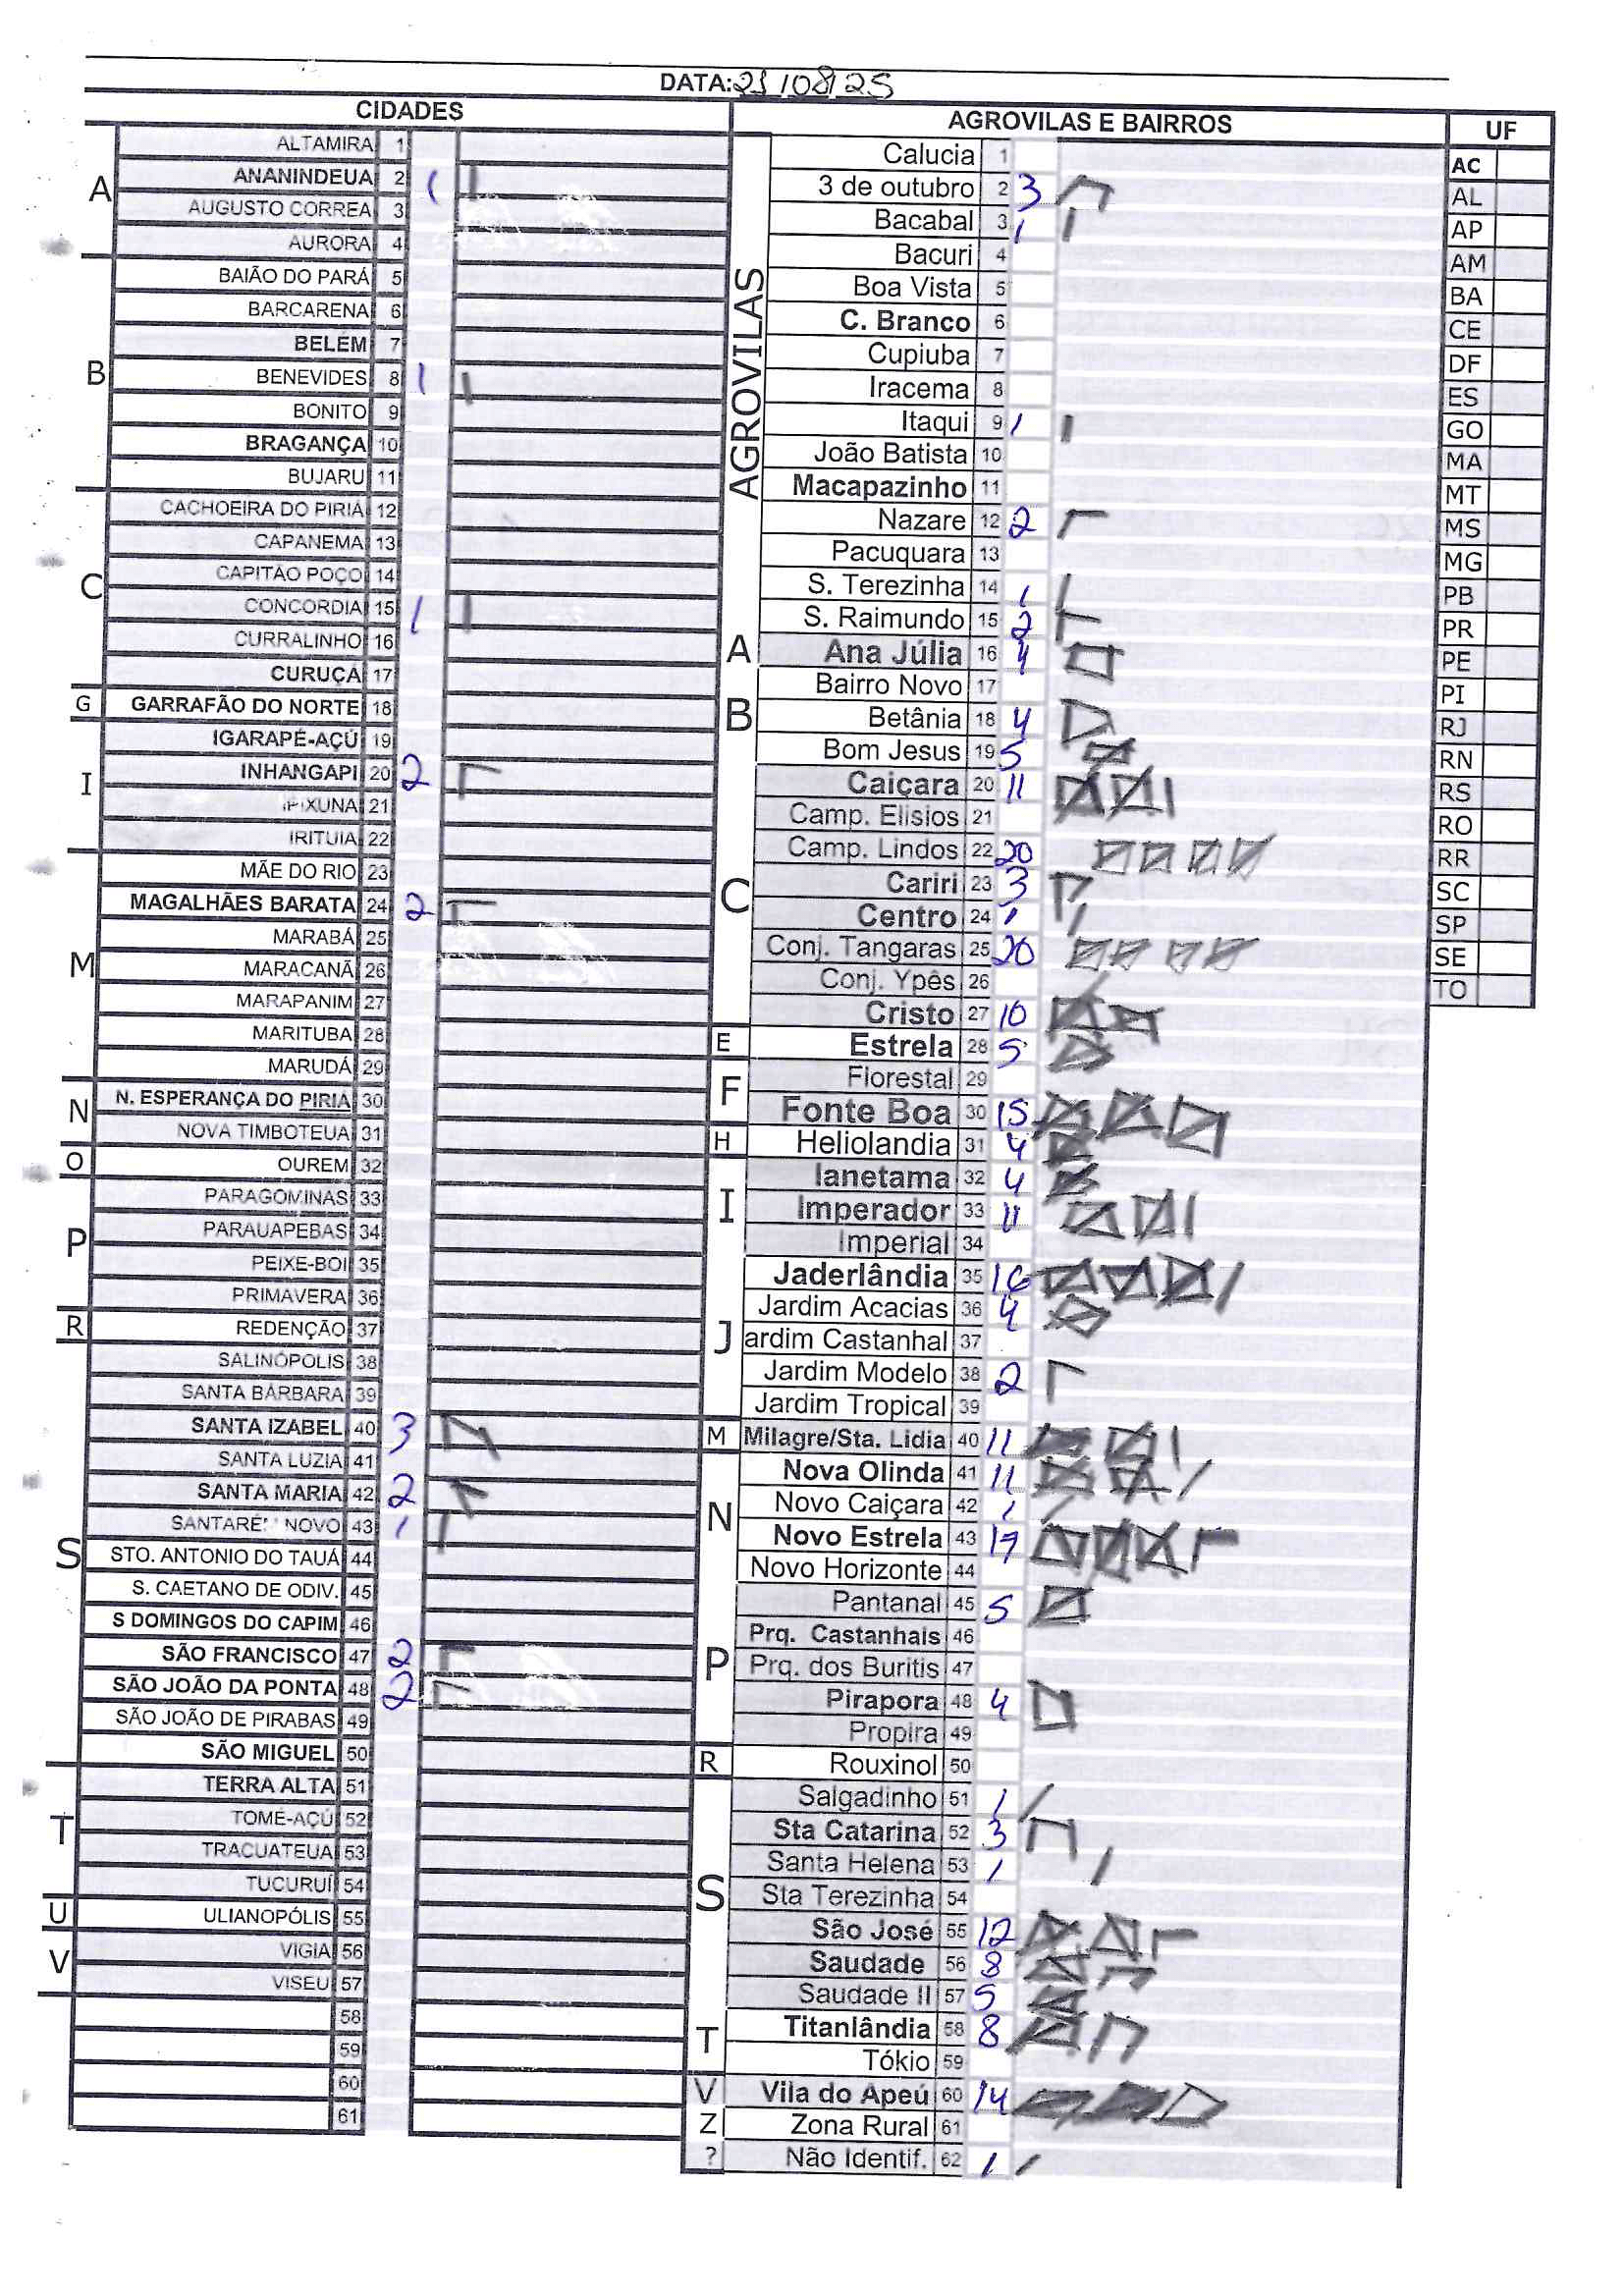 DATA: 21/08/25
CIDADES
A
ALTAMIRA 1
ANANINDEUA 2 1
AUGUSTO CORREA 3
AURORA 4
B
BAIÃO DO PARÁ 5
BARCARENA 6
BELÉM 7
BENEVIDES 8 1
BONITO 9
BRAGANÇA 10
BUJARU 11
C
CACHOEIRA DO PIRIÁ 12
CAPANEMA 13
CAPITÃO POÇO 14
CONCORDIA 15 1
CURRALINHO 16
CURUÇÁ 17
G
GARRAFÃO DO NORTE 18
I
IGARAPÉ-AÇÚ 19
INHANGAPI 20 2
IPIXUNA 21
IRITUIA 22
M
MÃE DO RIO 23
MAGALHÃES BARATA 24 2
MARABÁ 25
MARACANÃ 26
MARAPANIM 27
MARITUBA 28
MARUDÁ 29
N
N. ESPERANÇA DO PIRIÁ 30
NOVA TIMBOTEUA 31
O
OUREM 32
P
PARAGOMINAS 33
PARAUAPEBAS 34
PEIXE-BOI 35
PRIMAVERA 36
R
REDENÇÃO 37
S
SALINÓPOLIS 38
SANTA BÁRBARA 39
SANTA IZABEL 40 3
SANTA LUZIA 41
SANTA MARIA 42 2
SANTARÉM NOVO 43 1
STO. ANTONIO DO TAUÁ 44
S. CAETANO DE ODIV. 45
S DOMINGOS DO CAPIM 46
SÃO FRANCISCO 47 2
SÃO JOÃO DA PONTA 48 2
SÃO JOÃO DE PIRABAS 49
SÃO MIGUEL 50
T
TERRA ALTA 51
TOMÉ-AÇÚ 52
TRACUATEUA 53
TUCURUÍ 54
U
ULIANOPÓLIS 55
V
VIGIA 56
VISEU 57
58
59
60
61
AGROVILAS E BAIRROS
AGROVILAS
Calucia 1
3 de outubro 2 3
Bacabal 3 1
Bacuri 4
Boa Vista 5
C. Branco 6
Cupiuba 7
Iracema 8
Itaqui 9 1
João Batista 10
Macapazinho 11
Nazare 12 2
Pacuquara 13
S. Terezinha 14 1
S. Raimundo 15 2
A
Ana Júlia 16 4
B
Bairro Novo 17
Betânia 18 4
Bom Jesus 19 5
C
Caiçara 20 11
Camp. Elisios 21
Camp. Lindos 22 20
Cariri 23 3
Centro 24 1
Conj. Tangaras 25 20
Conj. Ypês 26
Cristo 27 10
E
Estrela 28 5
F
Florestal 29
Fonte Boa 30 15
H
Heliolandia 31 4
I
Ianetama 32 4
Imperador 33 11
Imperial 34
J
Jaderlândia 35 16
Jardim Acacias 36 4
ardim Castanhal 37
Jardim Modelo 38 2
Jardim Tropical 39
M
Milagre/Sta. Lidia 40 11
N
Nova Olinda 41 11
Novo Caiçara 42 1
Novo Estrela 43 17
Novo Horizonte 44
P
Pantanal 45 5
Prq. Castanhais 46
Prq. dos Buritis 47
Pirapora 48 4
Propira 49
R
Rouxinol 50
S
Salgadinho 51 1
Sta Catarina 52 3
Santa Helena 53 1
Sta Terezinha 54
São José 55 12
Saudade 56 8
Saudade II 57 5
T
Titanlândia 58 8
Tókio 59
V
Vila do Apeú 60 14
Z
Zona Rural 61
?
Não Identif. 62 1
UF
AC
AL
AP
AM
BA
CE
DF
ES
GO
MA
MT
MS
MG
PB
PR
PE
PI
RJ
RN
RS
RO
RR
SC
SP
SE
TO